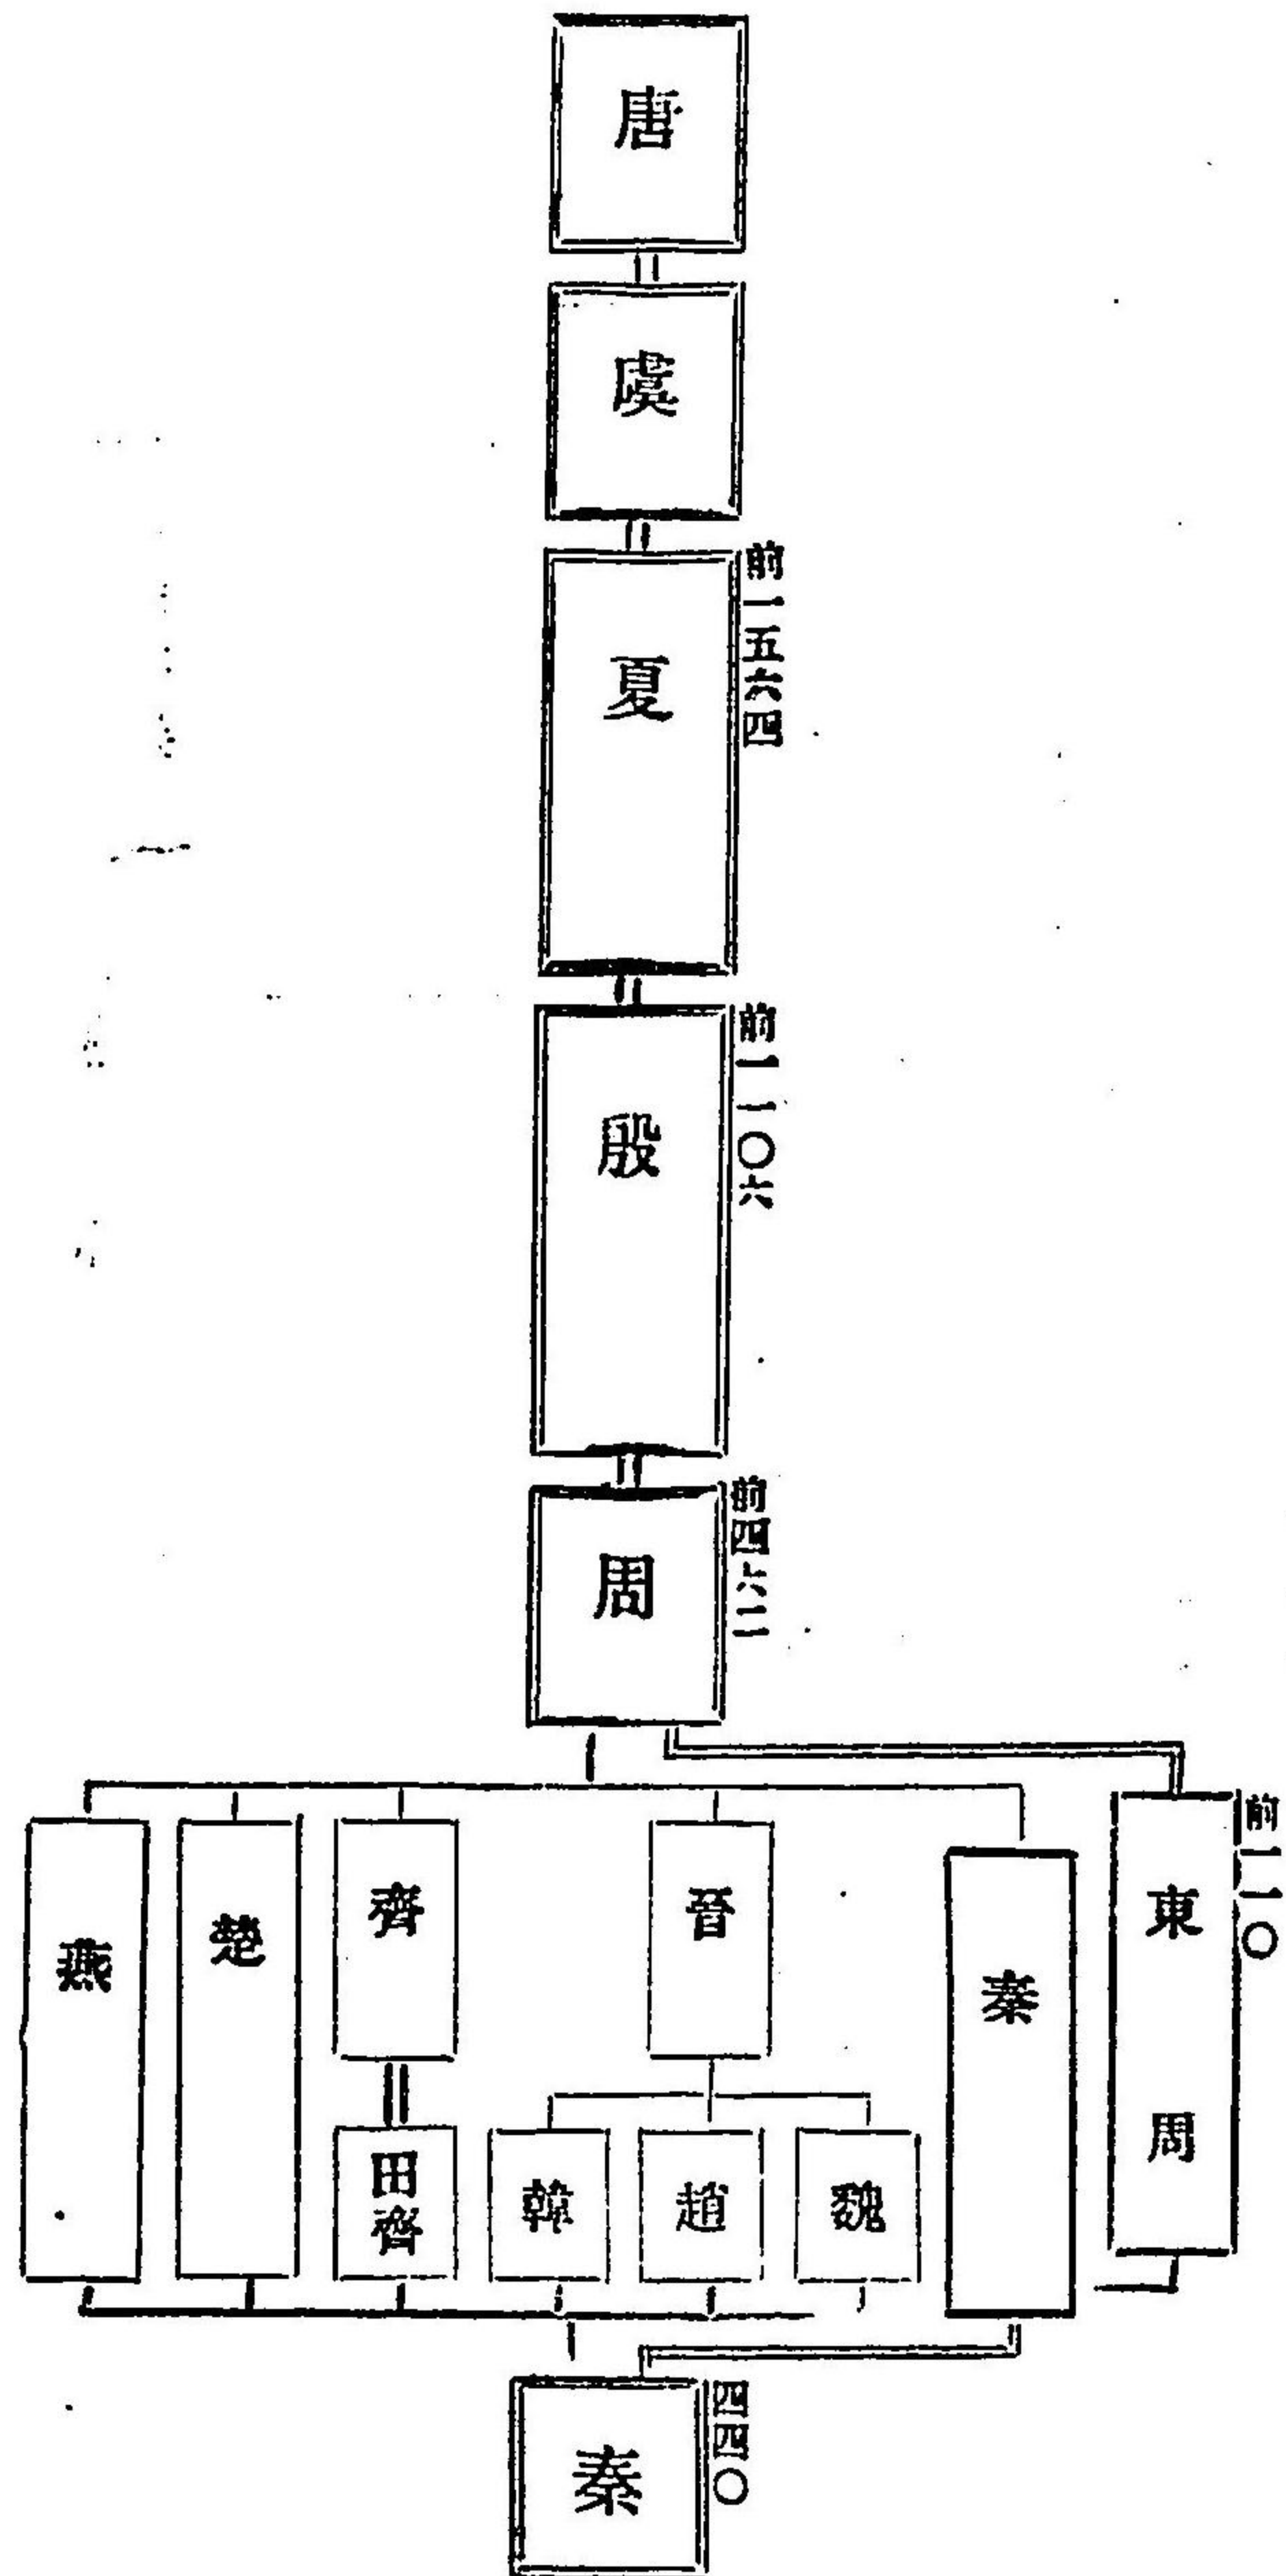 唐
虞
夏
前一五六四
殷
前一一〇六
周
前四六二
東周
前一一〇
秦
晉
齊
楚
燕
魏
趙
韓
田齊
秦
四四〇